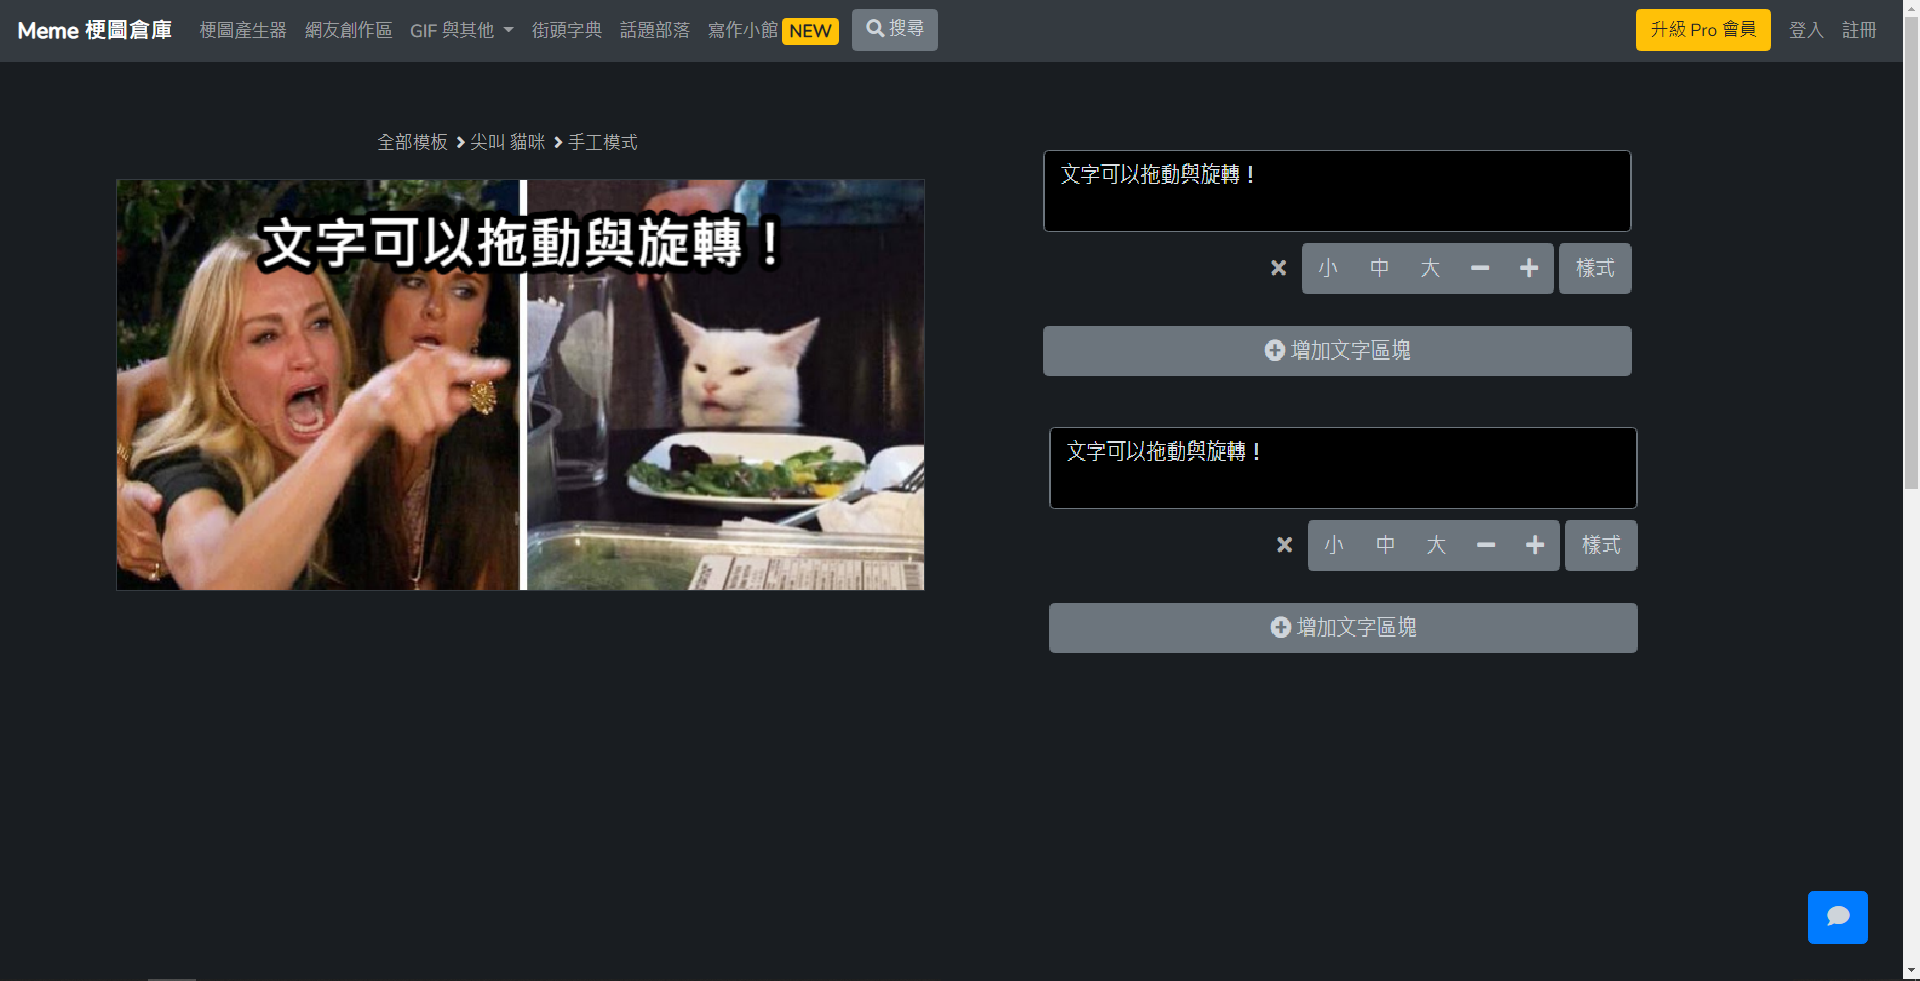 Meme 梗圖倉庫 梗圖產生器 網友創作區 GIF 與其他 街頭字典 話題部落 寫作小館 NEW 搜尋 升級 Pro 會員 登入 註冊
全部模板 尖叫 貓咪 手工模式
文字可以拖動與旋轉！
文字可以拖動與旋轉！
小 中 大 樣式
增加文字區塊
文字可以拖動與旋轉！
小 中 大 樣式
增加文字區塊